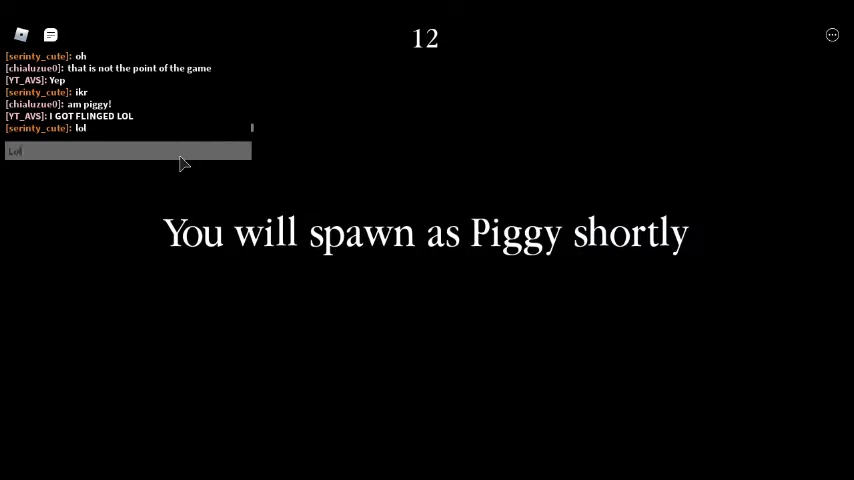 12
[serinty_cute]: oh
[chialuzue0]: that is not the point of the game
[YT_AVS]: Yep
[serinty_cute]: ikr
[chialuzue0]: am piggy!
[YT_AVS]: I GOT FLINGED LOL
[serinty_cute]: lol
Lol
You will spawn as Piggy shortly